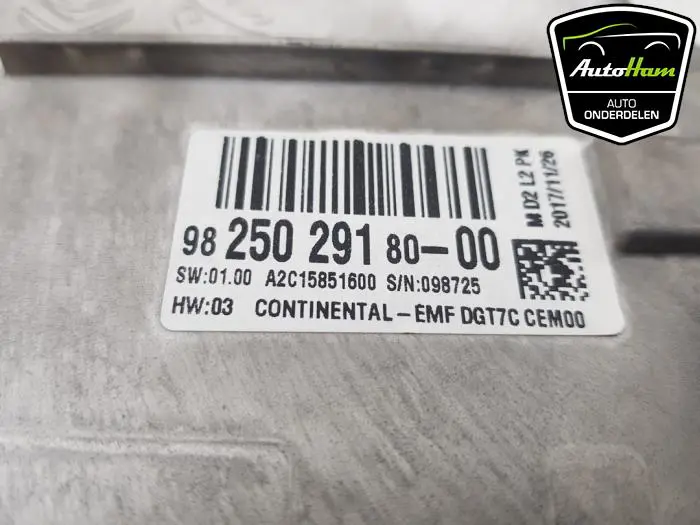 AutoHam
AUTO
ONDERDELEN
98 250 291 80-00
SW:01.00 A2C15851600 S/N:098725
HW:03 CONTINENTAL-EMF DGT7C CEM00
M D2 L2 PK
2017/11/26